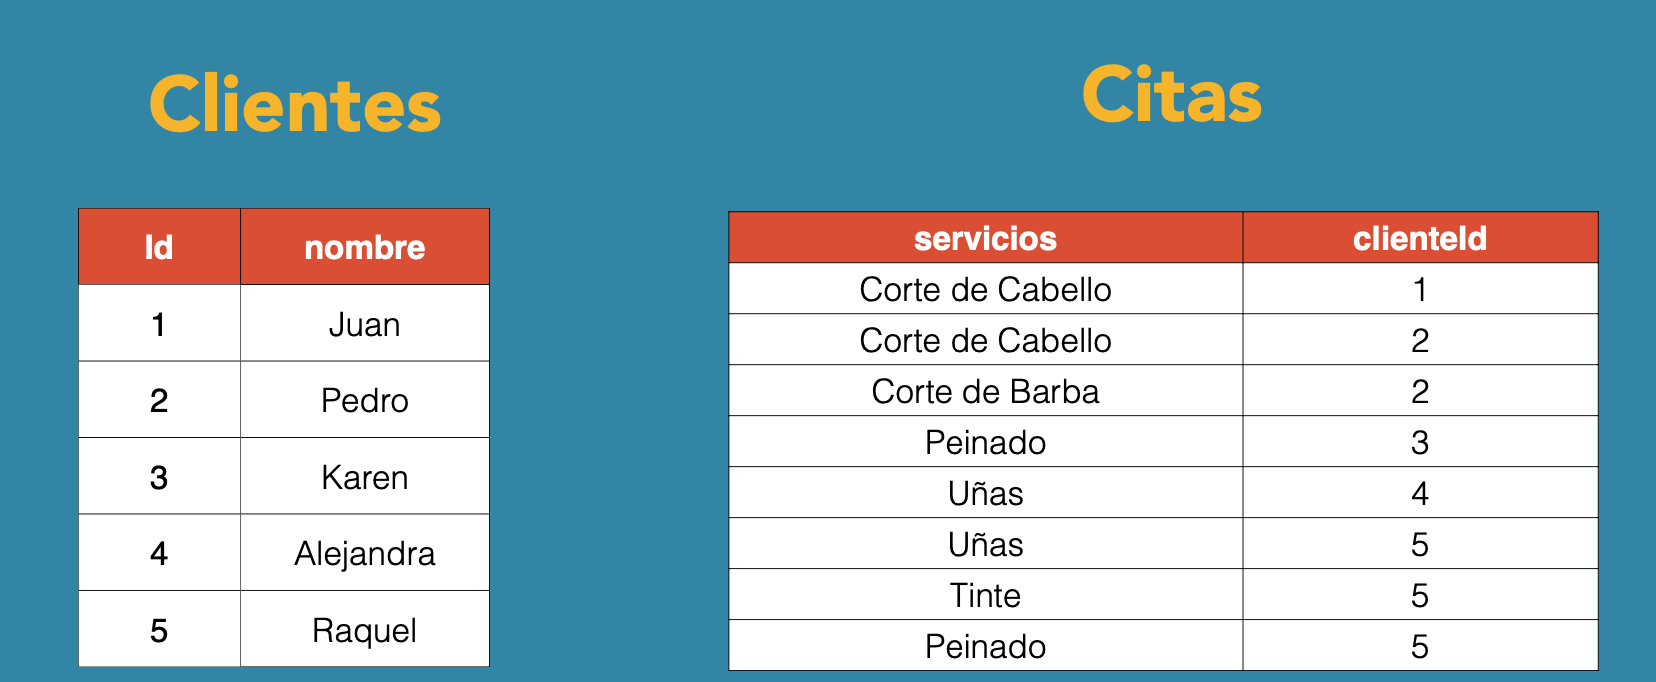 Clientes
Id nombre
1 Juan
2 Pedro
3 Karen
4 Alejandra
5 Raquel
Citas
servicios clienteId
Corte de Cabello 1
Corte de Cabello 2
Corte de Barba 2
Peinado 3
Uñas 4
Uñas 5
Tinte 5
Peinado 5